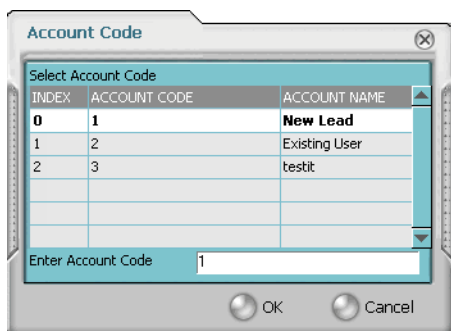 Account Code
Select Account Code
INDEX ACCOUNT CODE ACCOUNT NAME
0 1 New Lead
1 2 Existing User
2 3 testit
Enter Account Code 1
OK Cancel